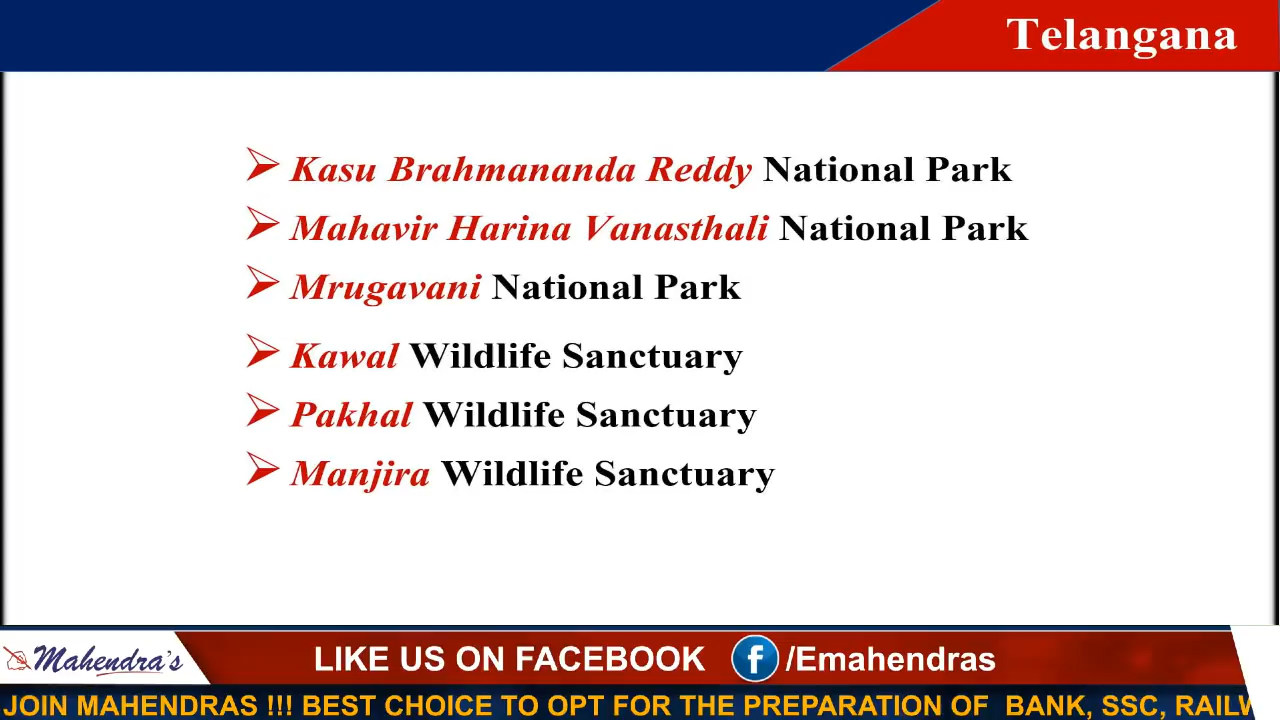 Telangana
Kasu Brahmananda Reddy National Park
Mahavir Harina Vanasthali National Park
Mrugavani National Park
Kawal Wildlife Sanctuary
Pakhal Wildlife Sanctuary
Manjira Wildlife Sanctuary
Mahendra's LIKE US ON FACEBOOK f /Emahendras
JOIN MAHENDRAS !!! BEST CHOICE TO OPT FOR THE PREPARATION OF BANK, SSC, RAILW